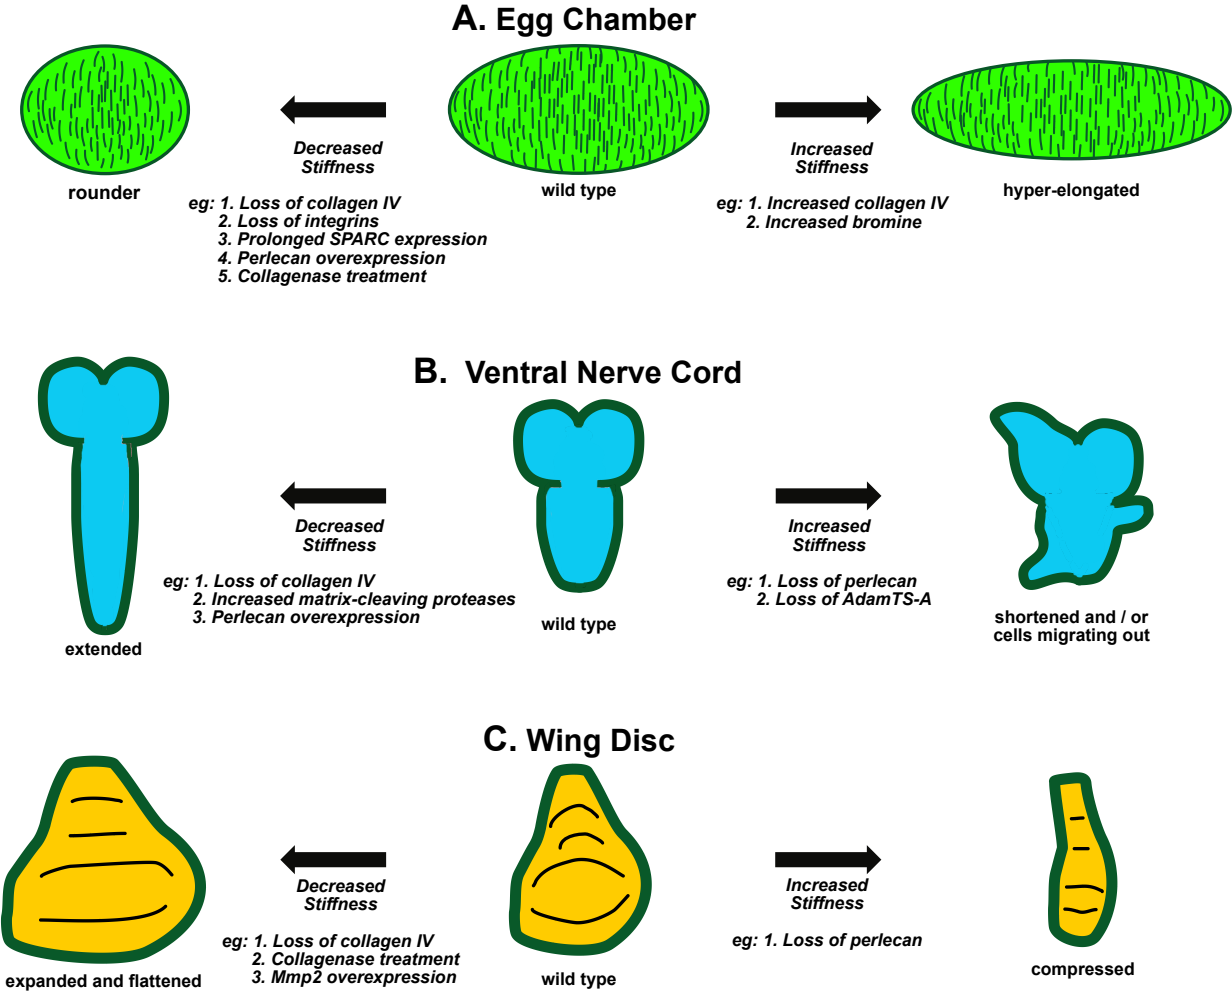 A. Egg Chamber
Decreased
Stiffness
Increased
Stiffness
rounder
wild type
hyper-elongated
eg: 1. Loss of collagen IV
2. Loss of integrins
3. Prolonged SPARC expression
4. Perlecan overexpression
5. Collagenase treatment
eg: 1. Increased collagen IV
2. Increased bromine
B. Ventral Nerve Cord
Decreased
Stiffness
Increased
Stiffness
eg: 1. Loss of collagen IV
2. Increased matrix-cleaving proteases
3. Perlecan overexpression
eg: 1. Loss of perlecan
2. Loss of AdamTS-A
extended
wild type
shortened and / or
cells migrating out
C. Wing Disc
Decreased
Stiffness
Increased
Stiffness
eg: 1. Loss of collagen IV
2. Collagenase treatment
3. Mmp2 overexpression
eg: 1. Loss of perlecan
expanded and flattened
wild type
compressed